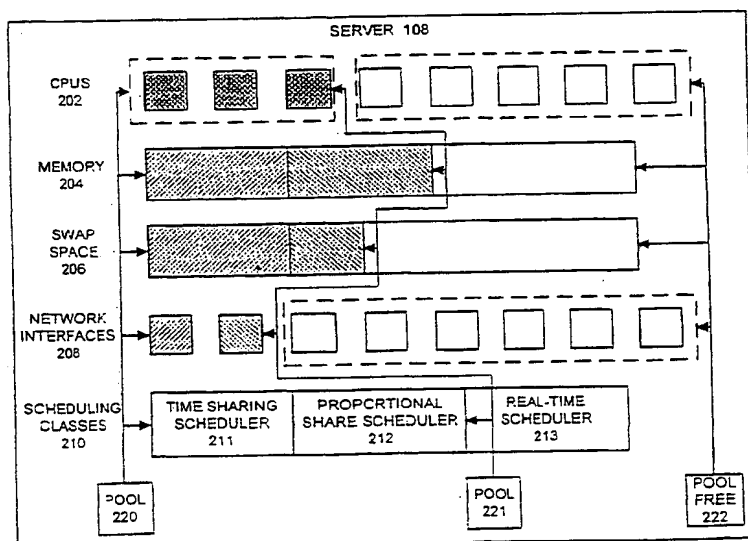 SERVER 108
CPUS
202
MEMORY
204
SWAP
SPACE
206
NETWORK
INTERFACES
208
SCHEDULING
CLASSES
210
TIME SHARING
SCHEDULER
211
PROPORTIONAL
SHARE SCHEDULER
212
REAL-TIME
SCHEDULER
213
POOL
220
POOL
221
POOL
FREE
222